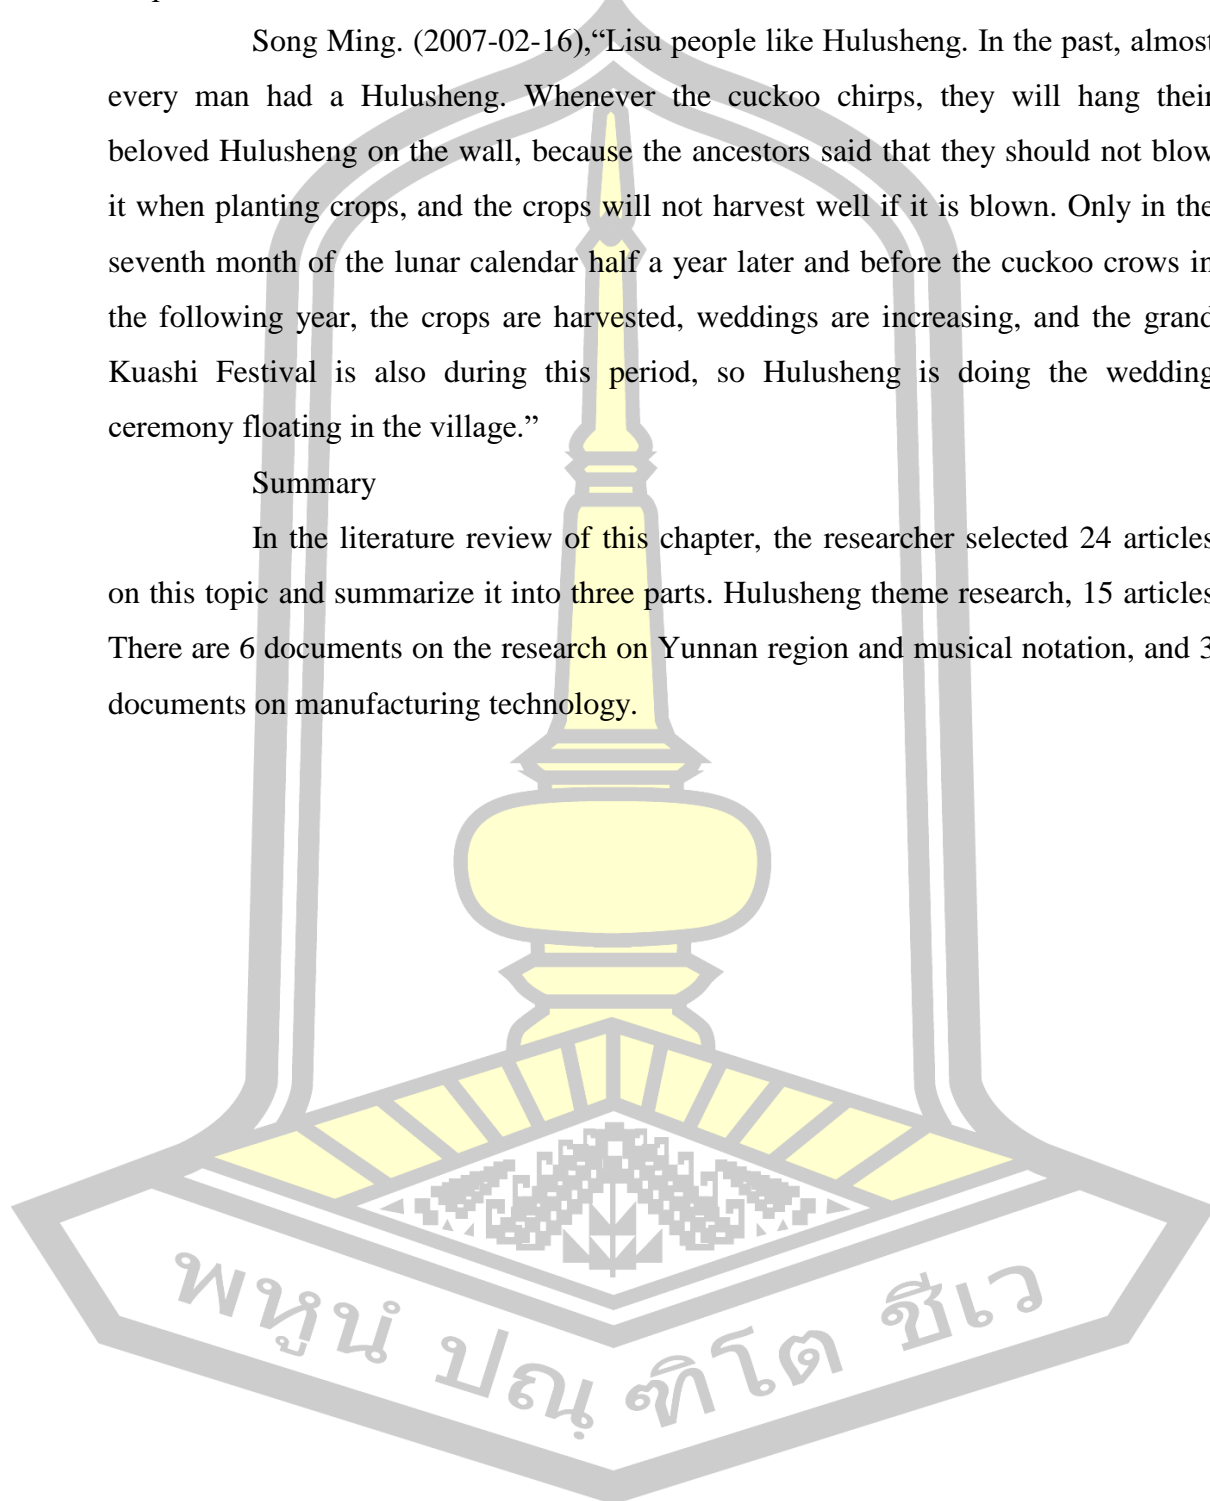 Song Ming. (2007-02-16),“Lisu people like Hulusheng. In the past, almost
every man had a Hulusheng. Whenever the cuckoo chirps, they will hang their
beloved Hulusheng on the wall, because the ancestors said that they should not blow
it when planting crops, and the crops will not harvest well if it is blown. Only in the
seventh month of the lunar calendar half a year later and before the cuckoo crows in
the following year, the crops are harvested, weddings are increasing, and the grand
Kuashi Festival is also during this period, so Hulusheng is doing the wedding
ceremony floating in the village.”
Summary
In the literature review of this chapter, the researcher selected 24 articles
on this topic and summarize it into three parts. Hulusheng theme research, 15 articles
There are 6 documents on the research on Yunnan region and musical notation, and 3
documents on manufacturing technology.
พหูนํ ปณฺฑิโต ชีเว